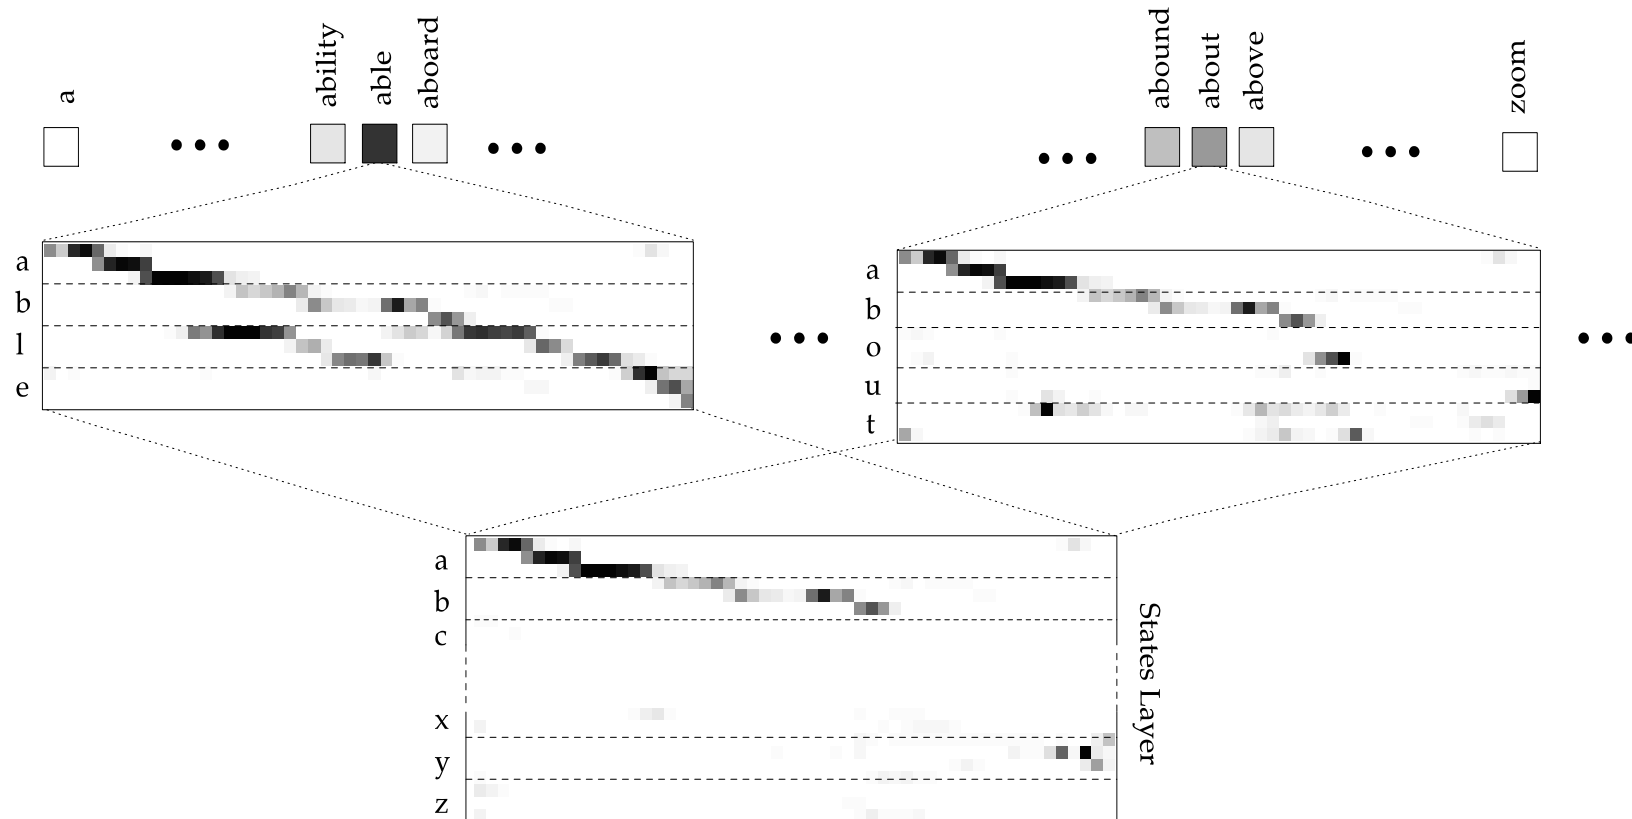 a
ability
able
aboard
abound
about
above
zoom
a
b
l
e
a
b
o
u
t
a
b
c
x
y
z
States Layer